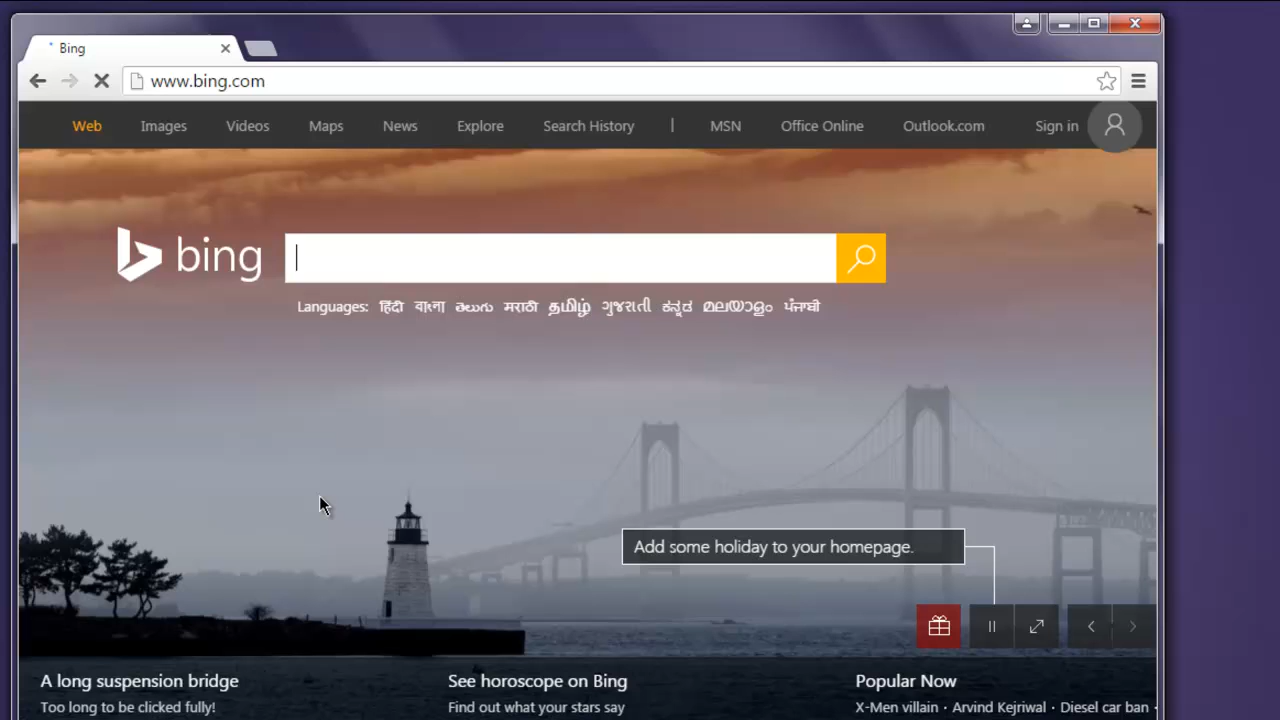 Bing
www.bing.com
Web Images Videos Maps News Explore Search History | MSN Office Online Outlook.com Sign in
bing
Languages: हिंदी বাংলা తెలుగు मराठी தமிழ் ગુજરાતી ಕನ್ನಡ മലയാളം ਪੰਜਾਬੀ
Add some holiday to your homepage.
A long suspension bridge See horoscope on Bing Popular Now
Too long to be clicked fully! Find out what your stars say X-Men villain · Arvind Kejriwal · Diesel car ban ·